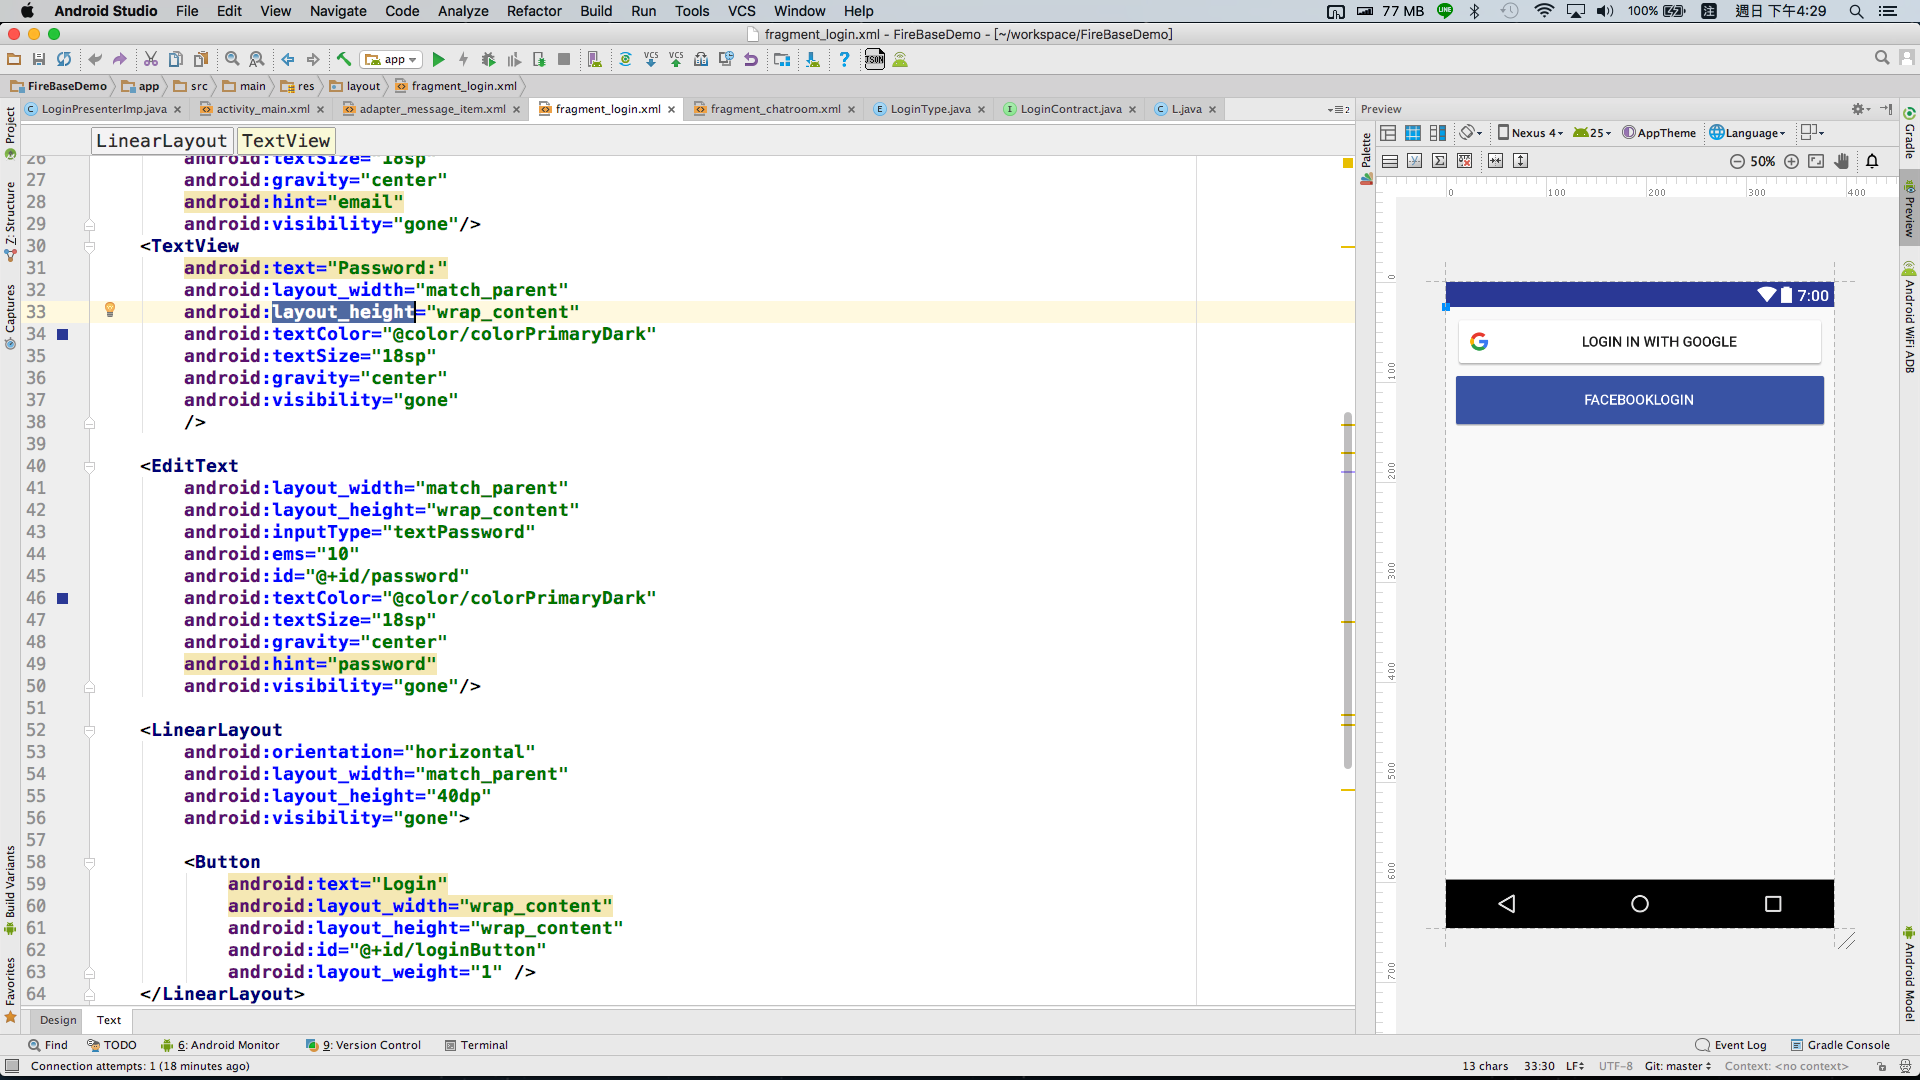 Android Studio File Edit View Navigate Code Analyze Refactor Build Run Tools VCS Window Help 77 MB LINE 100% 注 週日 下午4:29
fragment_login.xml - FireBaseDemo - [~/workspace/FireBaseDemo]
app VCS VCS ? JSON
FireBaseDemo app src main res layout fragment_login.xml
LoginPresenterImp.java activity_main.xml adapter_message_item.xml fragment_login.xml fragment_chatroom.xml LoginType.java LoginContract.java L.java
LinearLayout TextView
26 android:textSize="18sp"
27 android:gravity="center"
28 android:hint="email"
29 android:visibility="gone"/>
30 <TextView
31 android:text="Password:"
32 android:layout_width="match_parent"
33 android:layout_height="wrap_content"
34 android:textColor="@color/colorPrimaryDark"
35 android:textSize="18sp"
36 android:gravity="center"
37 android:visibility="gone"
38 />
39
40 <EditText
41 android:layout_width="match_parent"
42 android:layout_height="wrap_content"
43 android:inputType="textPassword"
44 android:ems="10"
45 android:id="@+id/password"
46 android:textColor="@color/colorPrimaryDark"
47 android:textSize="18sp"
48 android:gravity="center"
49 android:hint="password"
50 android:visibility="gone"/>
51
52 <LinearLayout
53 android:orientation="horizontal"
54 android:layout_width="match_parent"
55 android:layout_height="40dp"
56 android:visibility="gone">
57
58 <Button
59 android:text="Login"
60 android:layout_width="wrap_content"
61 android:layout_height="wrap_content"
62 android:id="@+id/loginButton"
63 android:layout_weight="1" />
64 </LinearLayout>
Design Text
Project
Z: Structure
Captures
Build Variants
Favorites
Preview
Palette
Nexus 4 25 AppTheme Language
50%
0 100 200 300 400
0
100
200
300
400
500
600
700
7:00
LOGIN IN WITH GOOGLE
FACEBOOKLOGIN
Gradle
Preview
Android WiFi ADB
Android Model
Find TODO 6: Android Monitor 9: Version Control Terminal Event Log Gradle Console
Connection attempts: 1 (18 minutes ago) 13 chars 33:30 LF UTF-8 Git: master Context: <no context>